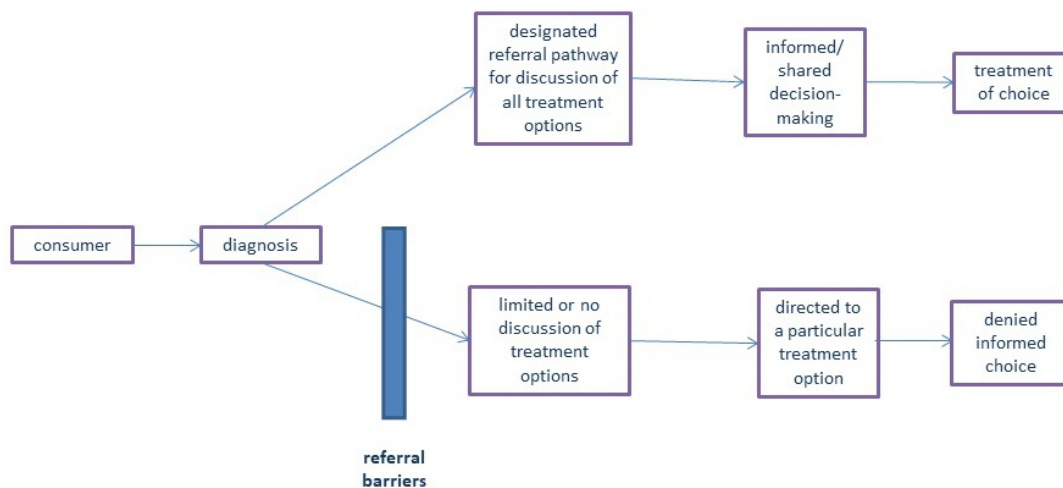 designated
referral pathway
for discussion of
all treatment
options
informed/
shared
decision-
making
treatment
of choice
consumer
diagnosis
limited or no
discussion of
treatment
options
directed to
a particular
treatment
option
denied
informed
choice
referral
barriers